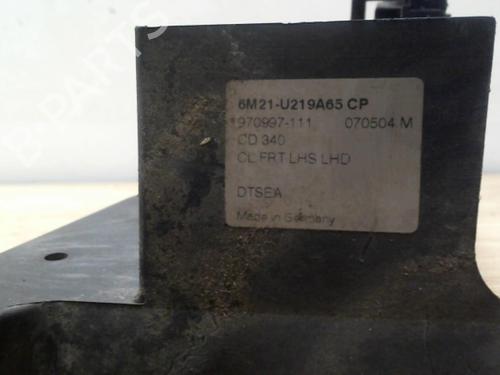 6M21-U219A65 CP
970997-111 070504 M
CD 340
CL FRT LHS LHD
DTSEA
Made in Germany